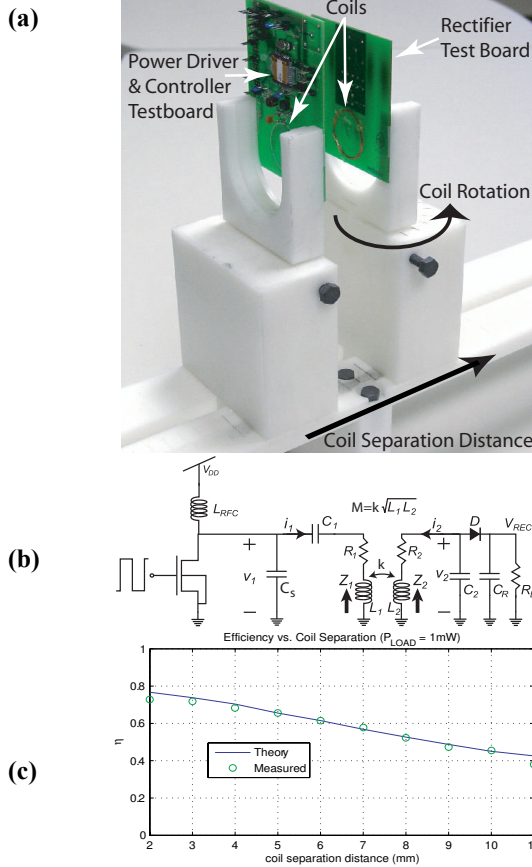 (a)
Coils
Rectifier
Test Board
Power Driver
& Controller
Testboard
Coil Rotation
Coil Separation Distance
(b)
V_DD
L_RFC
i_1
C_1
M=k√L_1 L_2
i_2
D
V_REC
R_1
R_2
+
v_1
−
C_S
Z_1
k
Z_2
L_1
L_2
+
v_2
−
C_2
C_R
Efficiency vs. Coil Separation (P_LOAD = 1mW)
(c)
1
0.8
0.6
0.4
0.2
0
η
Theory
Measured
2 3 4 5 6 7 8 9 10
coil separation distance (mm)